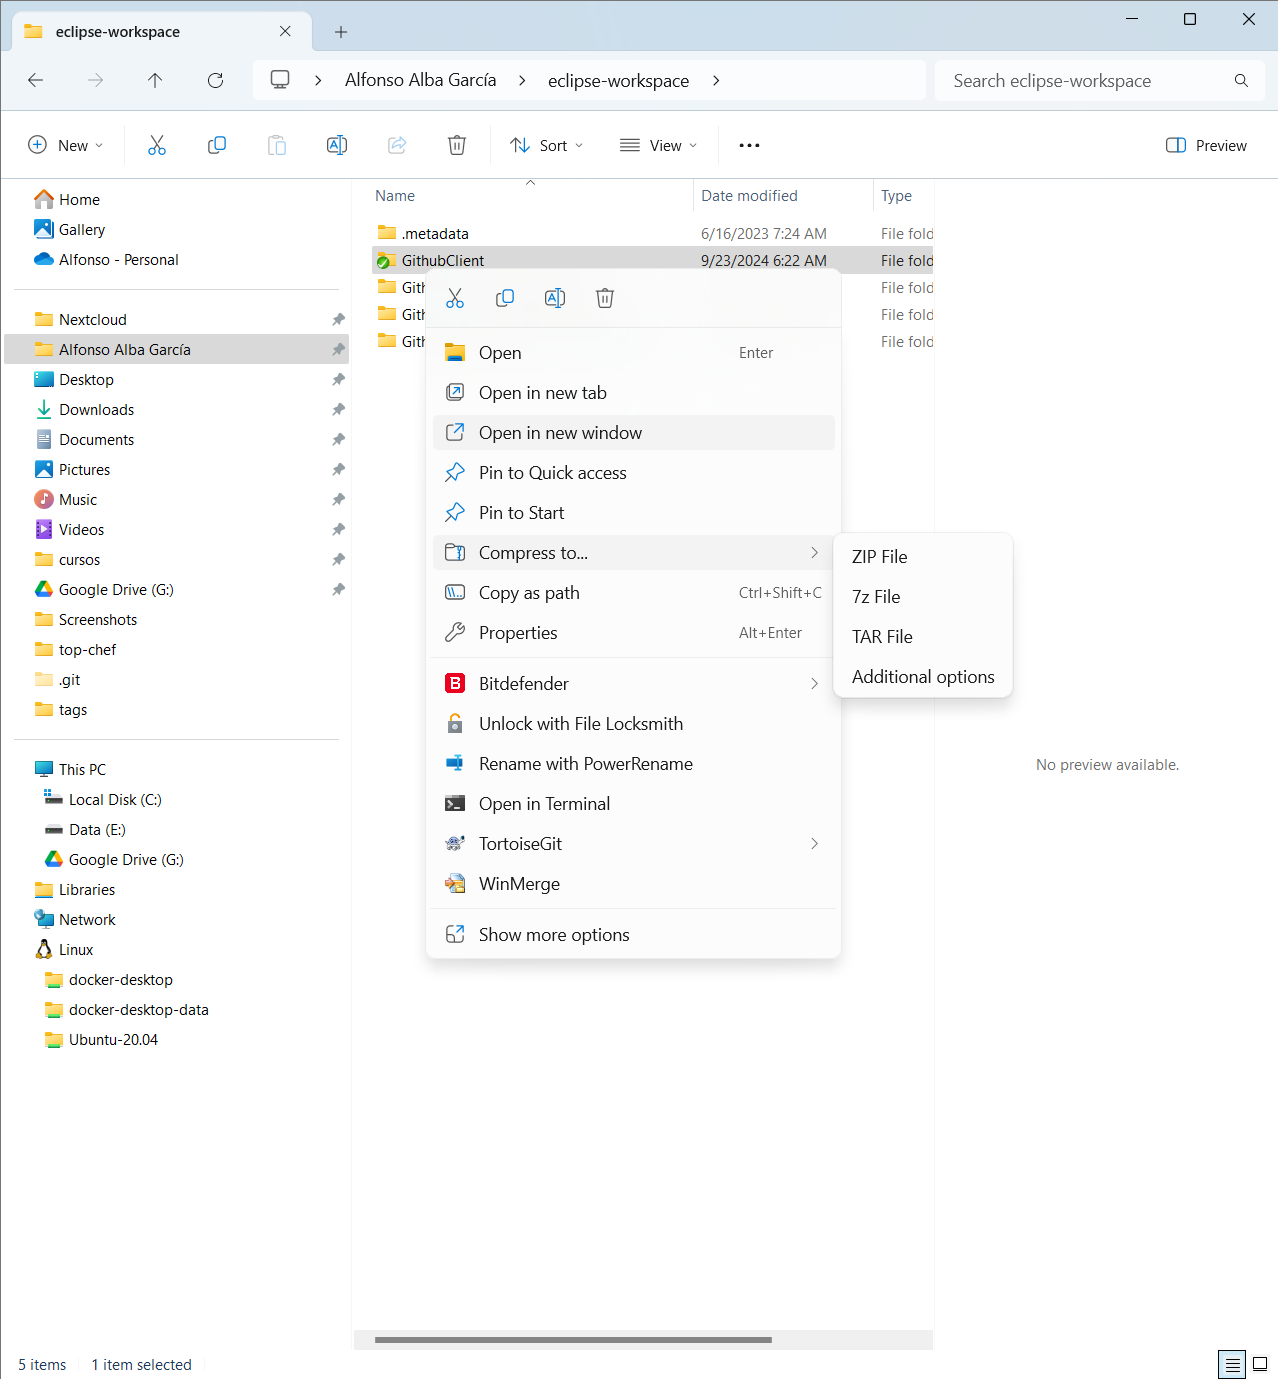 eclipse-workspace
Alfonso Alba García
eclipse-workspace
Search eclipse-workspace
New
Sort
View
Preview
Home
Gallery
Alfonso - Personal
Nextcloud
Alfonso Alba García
Desktop
Downloads
Documents
Pictures
Music
Videos
cursos
Google Drive (G:)
Screenshots
top-chef
.git
tags
This PC
Local Disk (C:)
Data (E:)
Google Drive (G:)
Libraries
Network
Linux
docker-desktop
docker-desktop-data
Ubuntu-20.04
Name Date modified Type
.metadata 6/16/2023 7:24 AM File fold
GithubClient 9/23/2024 6:22 AM File fold
Gith File fold
Gith File fold
Gith File fold
Open Enter
Open in new tab
Open in new window
Pin to Quick access
Pin to Start
Compress to...
Copy as path Ctrl+Shift+C
Properties Alt+Enter
B Bitdefender
Unlock with File Locksmith
Rename with PowerRename
Open in Terminal
TortoiseGit
WinMerge
Show more options
ZIP File
7z File
TAR File
Additional options
No preview available.
5 items 1 item selected